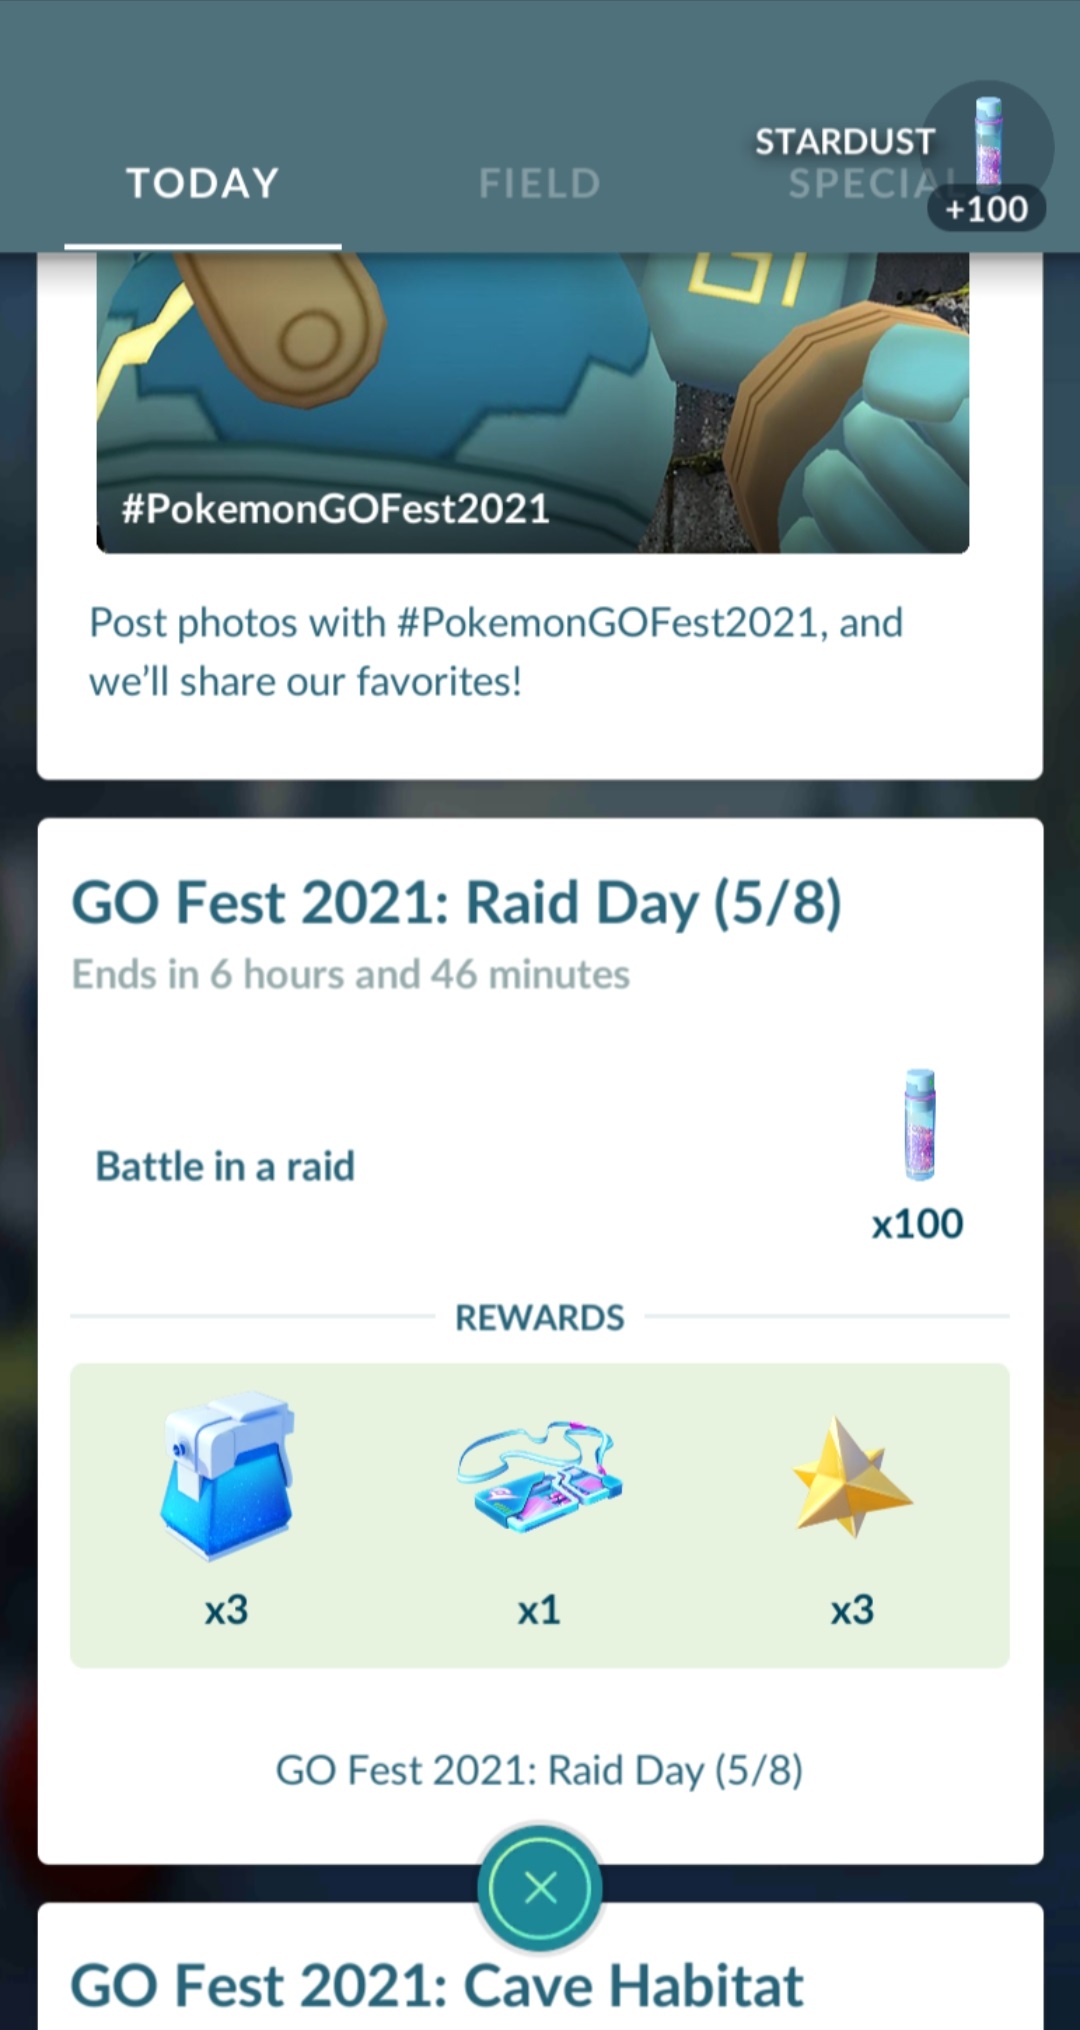 STARDUST
TODAY
FIELD
SPECIAL
+100
#PokemonGOFest2021
Post photos with #PokemonGOFest2021, and
we’ll share our favorites!
GO Fest 2021: Raid Day (5/8)
Ends in 6 hours and 46 minutes
Battle in a raid
x100
REWARDS
x3
x1
x3
GO Fest 2021: Raid Day (5/8)
GO Fest 2021: Cave Habitat